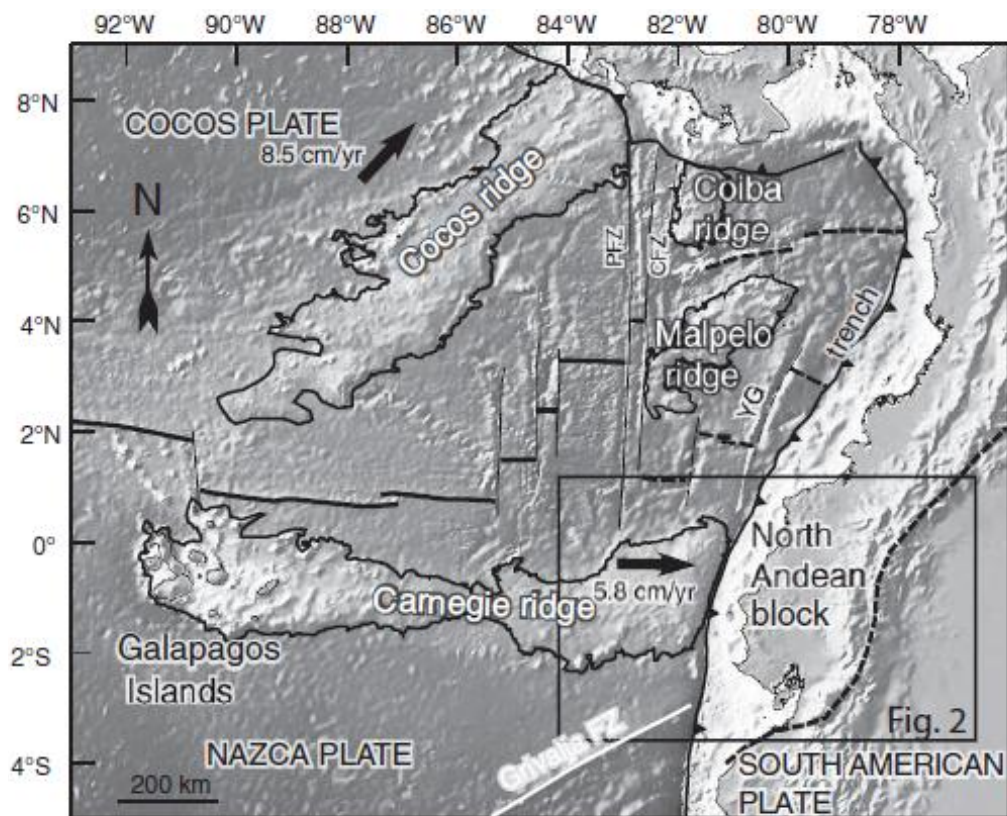 92°W 90°W 88°W 86°W 84°W 82°W 80°W 78°W
8°N
6°N
4°N
2°N
0°
2°S
4°S
COCOS PLATE
8.5 cm/yr
N
Cocos ridge
PFZ
CFZ
Coiba
ridge
Malpelo
ridge
YG
trench
North
Andean
block
5.8 cm/yr
Carnegie ridge
Galapagos
Islands
NAZCA PLATE
Grivalja FZ
Fig. 2
SOUTH AMERICAN
PLATE
200 km